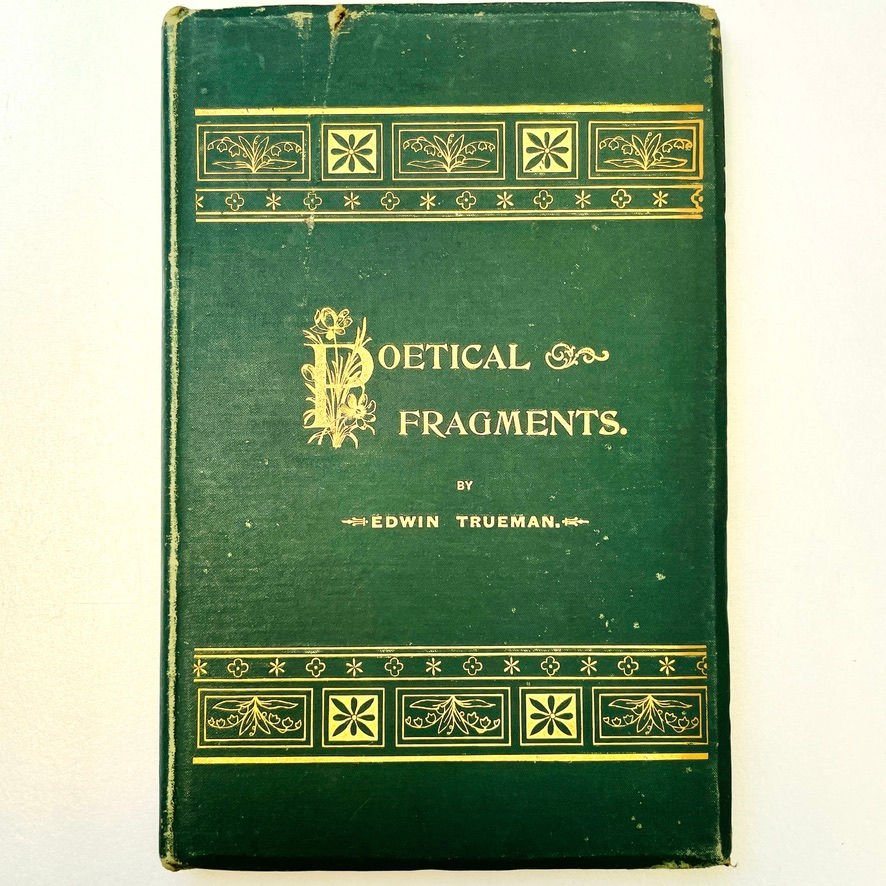 POETICAL
FRAGMENTS.
BY
EDWIN TRUEMAN.